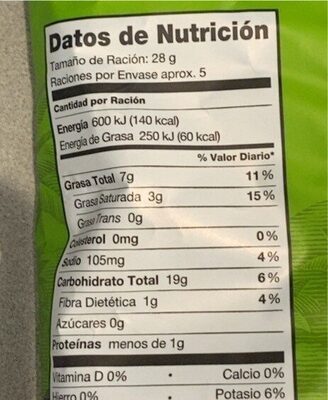 Datos de Nutrición
Tamaño de Ración: 28 g
Raciones por Envase aprox. 5
Cantidad por Ración
Energía 600 kJ (140 kcal)
Energía de Grasa 250 kJ (60 kcal)
% Valor Diario*
Grasa Total 7g 11%
Grasa Saturada 3g 15%
Grasa Trans 0g
Colesterol 0mg 0%
Sodio 105mg 4%
Carbohidrato Total 19g 6%
Fibra Dietética 1g 4%
Azúcares 0g
Proteínas menos de 1g
Vitamina D 0% • Calcio 0%
Hierro 0% Potasio 6%